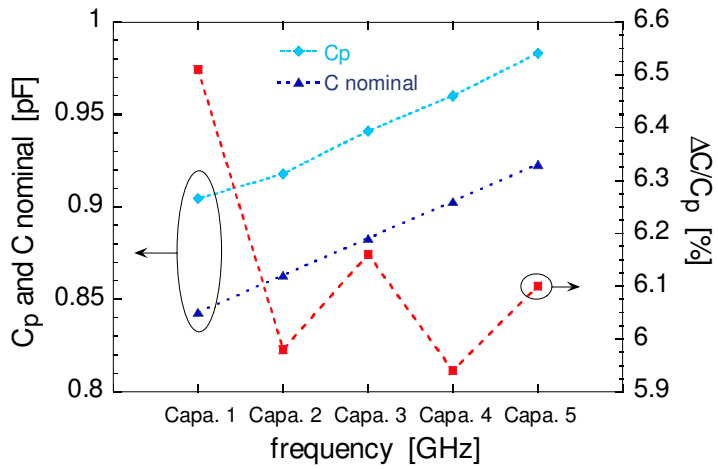 1
0.95
0.9
0.85
0.8
Cp and C nominal [pF]
Cp
C nominal
6.6
6.5
6.4
6.3
6.2
6.1
6
5.9
ΔC/Cp [%]
Capa. 1 Capa. 2 Capa. 3 Capa. 4 Capa. 5
frequency [GHz]